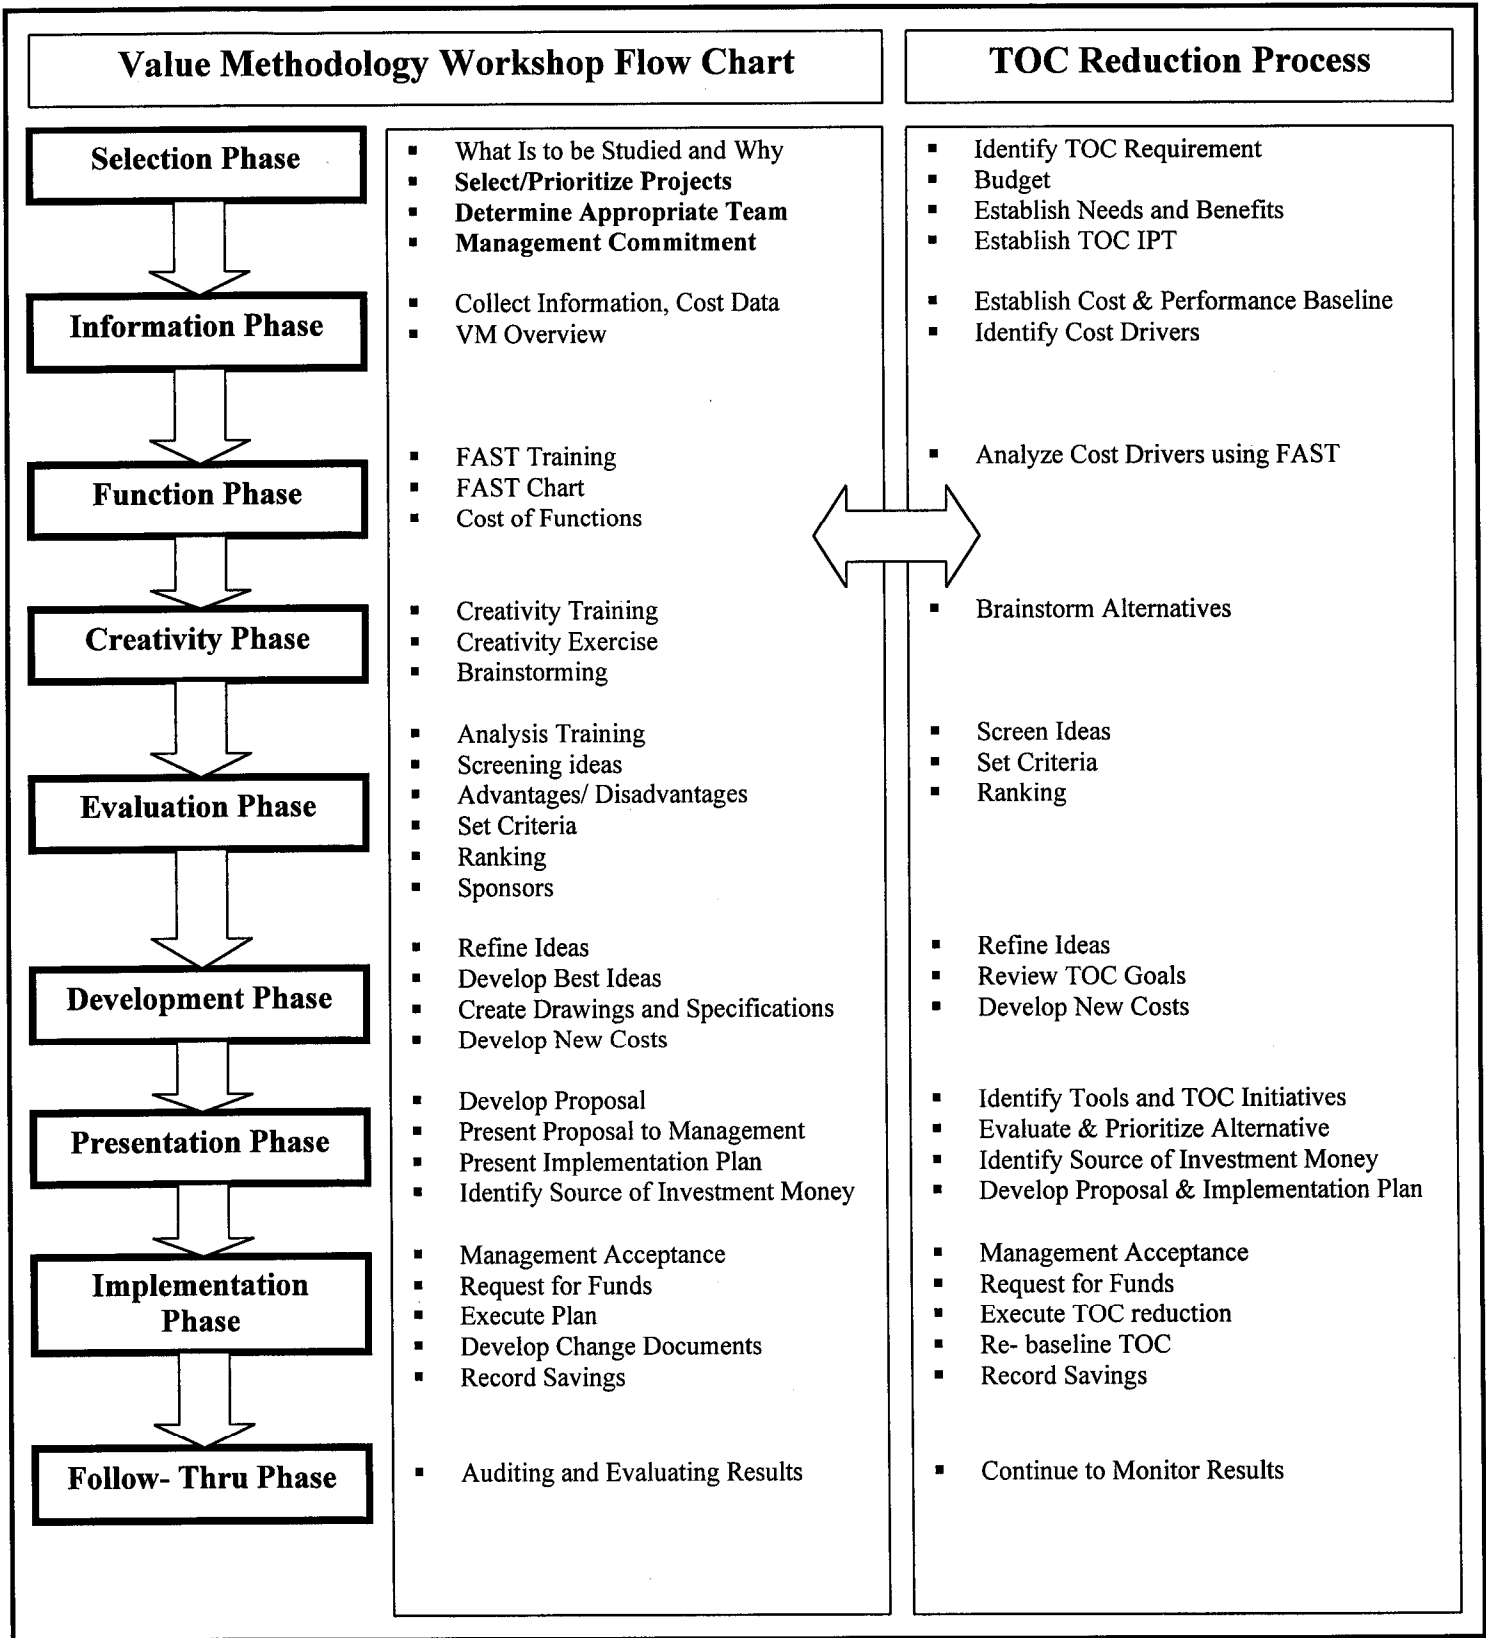 Value Methodology Workshop Flow Chart
TOC Reduction Process
Selection Phase
▪ What Is to be Studied and Why
▪ Select/Prioritize Projects
▪ Determine Appropriate Team
▪ Management Commitment
▪ Identify TOC Requirement
▪ Budget
▪ Establish Needs and Benefits
▪ Establish TOC IPT
Information Phase
▪ Collect Information, Cost Data
▪ VM Overview
▪ Establish Cost & Performance Baseline
▪ Identify Cost Drivers
Function Phase
▪ FAST Training
▪ FAST Chart
▪ Cost of Functions
▪ Analyze Cost Drivers using FAST
Creativity Phase
▪ Creativity Training
▪ Creativity Exercise
▪ Brainstorming
▪ Brainstorm Alternatives
Evaluation Phase
▪ Analysis Training
▪ Screening ideas
▪ Advantages/ Disadvantages
▪ Set Criteria
▪ Ranking
▪ Sponsors
▪ Screen Ideas
▪ Set Criteria
▪ Ranking
Development Phase
▪ Refine Ideas
▪ Develop Best Ideas
▪ Create Drawings and Specifications
▪ Develop New Costs
▪ Refine Ideas
▪ Review TOC Goals
▪ Develop New Costs
Presentation Phase
▪ Develop Proposal
▪ Present Proposal to Management
▪ Present Implementation Plan
▪ Identify Source of Investment Money
▪ Identify Tools and TOC Initiatives
▪ Evaluate & Prioritize Alternative
▪ Identify Source of Investment Money
▪ Develop Proposal & Implementation Plan
Implementation
Phase
▪ Management Acceptance
▪ Request for Funds
▪ Execute Plan
▪ Develop Change Documents
▪ Record Savings
▪ Management Acceptance
▪ Request for Funds
▪ Execute TOC reduction
▪ Re- baseline TOC
▪ Record Savings
Follow- Thru Phase
▪ Auditing and Evaluating Results
▪ Continue to Monitor Results